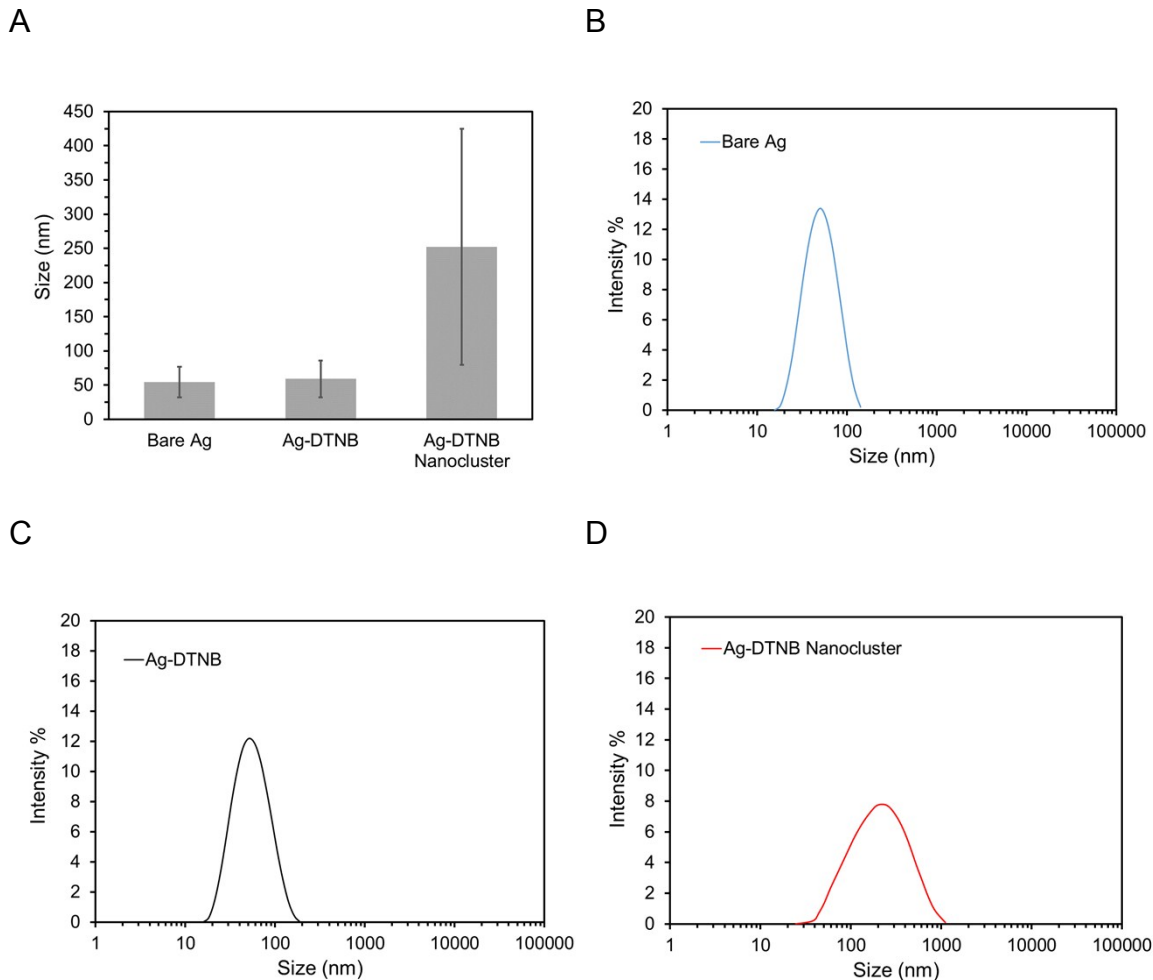 A
450
400
350
300
250
200
150
100
50
0
Size (nm)
Bare Ag
Ag-DTNB
Ag-DTNB
Nanocluster
B
20
18
16
14
12
10
8
6
4
2
0
Intensity %
Bare Ag
1 10 100 1000 10000 100000
Size (nm)
C
20
18
16
14
12
10
8
6
4
2
0
Intensity %
Ag-DTNB
1 10 100 1000 10000 100000
Size (nm)
D
20
18
16
14
12
10
8
6
4
2
0
Intensity %
Ag-DTNB Nanocluster
1 10 100 1000 10000 100000
Size (nm)